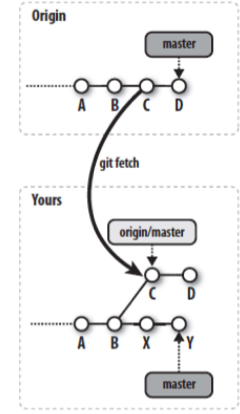 Origin
master
A B C D
git fetch
Yours
origin/master
C D
A B X Y
master